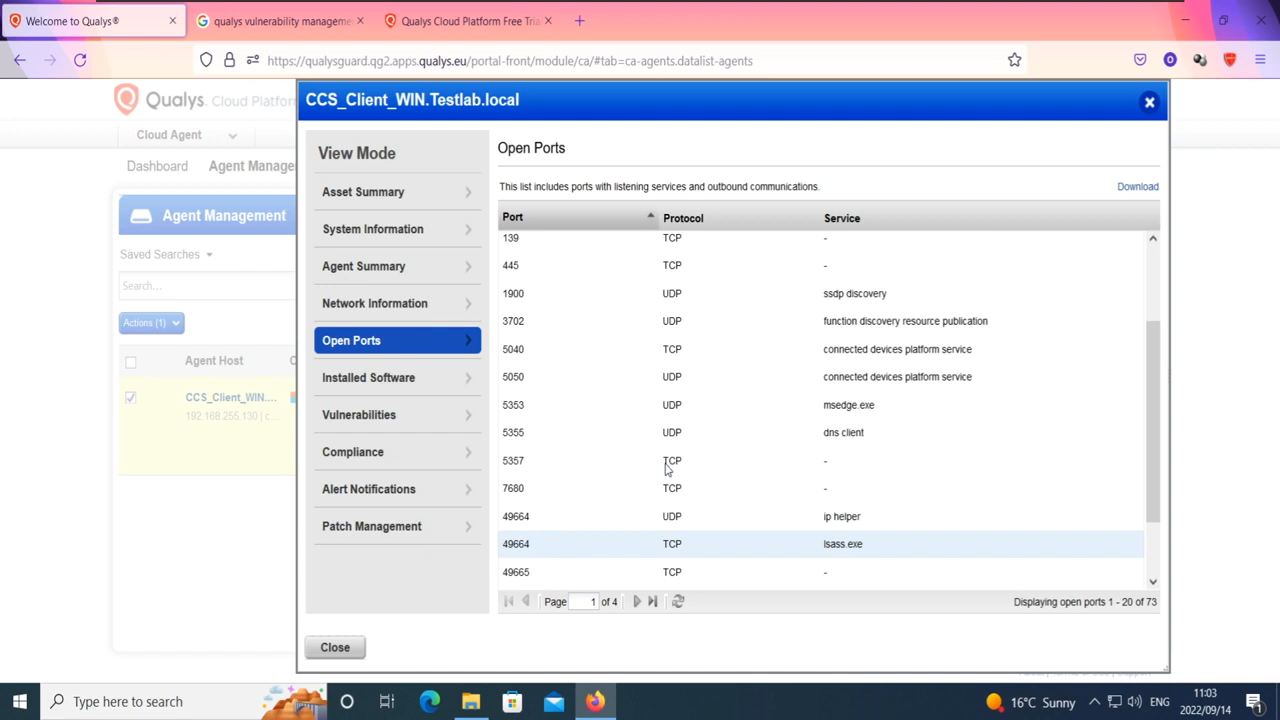 Welcome to Qualys®
qualys vulnerability manageme
Qualys Cloud Platform Free Tria
https://qualysguard.qg2.apps.qualys.eu/portal-front/module/ca/#tab=ca-agents.datalist-agents
Qualys. Cloud Platfor
CCS_Client_WIN.Testlab.local
Cloud Agent
Dashboard
Agent Manage
Agent Management
Saved Searches
Search...
Actions (1)
Agent Host
CCS_Client_WIN....
192.168.255.130 | c...
View Mode
Asset Summary
System Information
Agent Summary
Network Information
Open Ports
Installed Software
Vulnerabilities
Compliance
Alert Notifications
Patch Management
Open Ports
This list includes ports with listening services and outbound communications.
Download
Port Protocol Service
139 TCP -
445 TCP -
1900 UDP ssdp discovery
3702 UDP function discovery resource publication
5040 TCP connected devices platform service
5050 UDP connected devices platform service
5353 UDP msedge.exe
5355 UDP dns client
5357 TCP -
7680 TCP -
49664 UDP ip helper
49664 TCP lsass.exe
49665 TCP -
Page 1 of 4
Displaying open ports 1 - 20 of 73
Close
Type here to search
16°C Sunny
ENG
11:03
2022/09/14
1